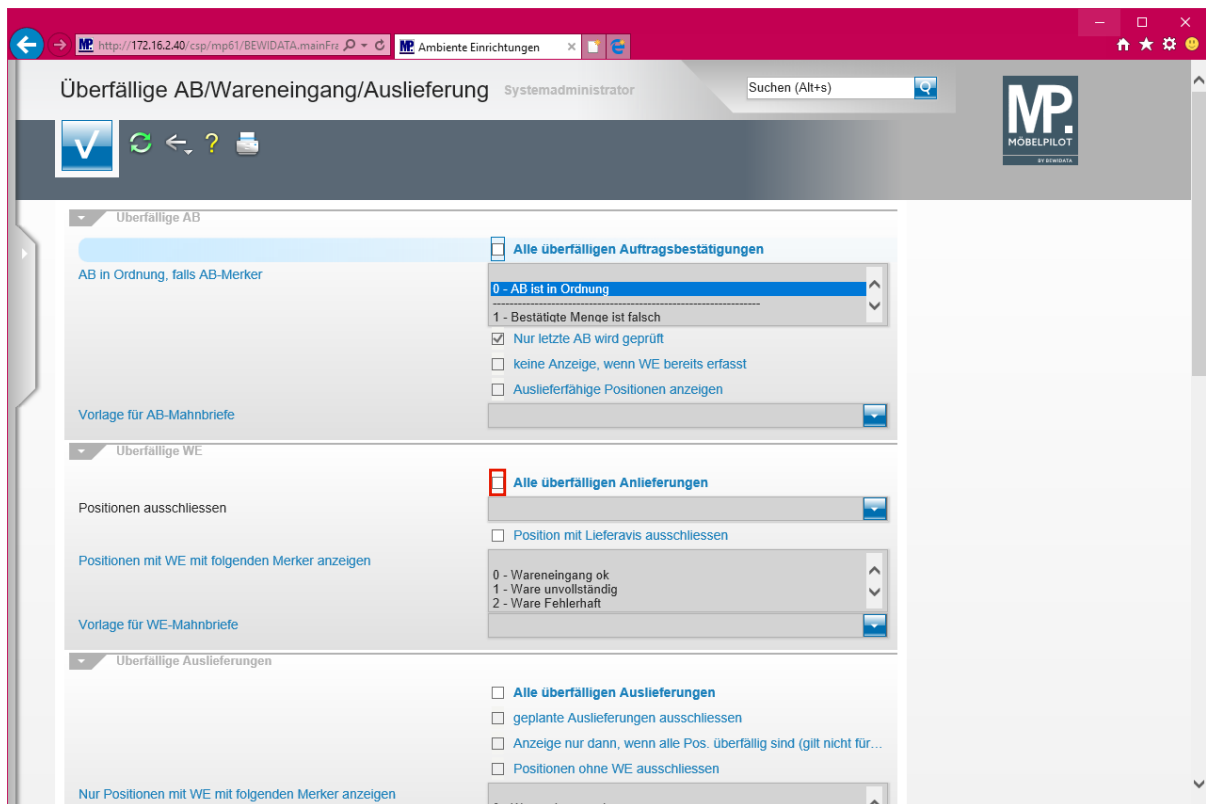 http://172.16.2.40/csp/mp61/BEWIDATA.mainFra
MP. Ambiente Einrichtungen
Überfällige AB/Wareneingang/Auslieferung Systemadministrator
Suchen (Alt+s)
MP.
MÖBELPILOT
BY BEWIDATA
Überfällige AB
Alle überfälligen Auftragsbestätigungen
AB in Ordnung, falls AB-Merker
0 - AB ist in Ordnung
1 - Bestätigte Menge ist falsch
Nur letzte AB wird geprüft
keine Anzeige, wenn WE bereits erfasst
Auslieferfähige Positionen anzeigen
Vorlage für AB-Mahnbriefe
Überfällige WE
Alle überfälligen Anlieferungen
Positionen ausschliessen
Position mit Lieferavis ausschliessen
Positionen mit WE mit folgenden Merker anzeigen
0 - Wareneingang ok
1 - Ware unvollständig
2 - Ware Fehlerhaft
Vorlage für WE-Mahnbriefe
Überfällige Auslieferungen
Alle überfälligen Auslieferungen
geplante Auslieferungen ausschliessen
Anzeige nur dann, wenn alle Pos. überfällig sind (gilt nicht für...
Positionen ohne WE ausschliessen
Nur Positionen mit WE mit folgenden Merker anzeigen